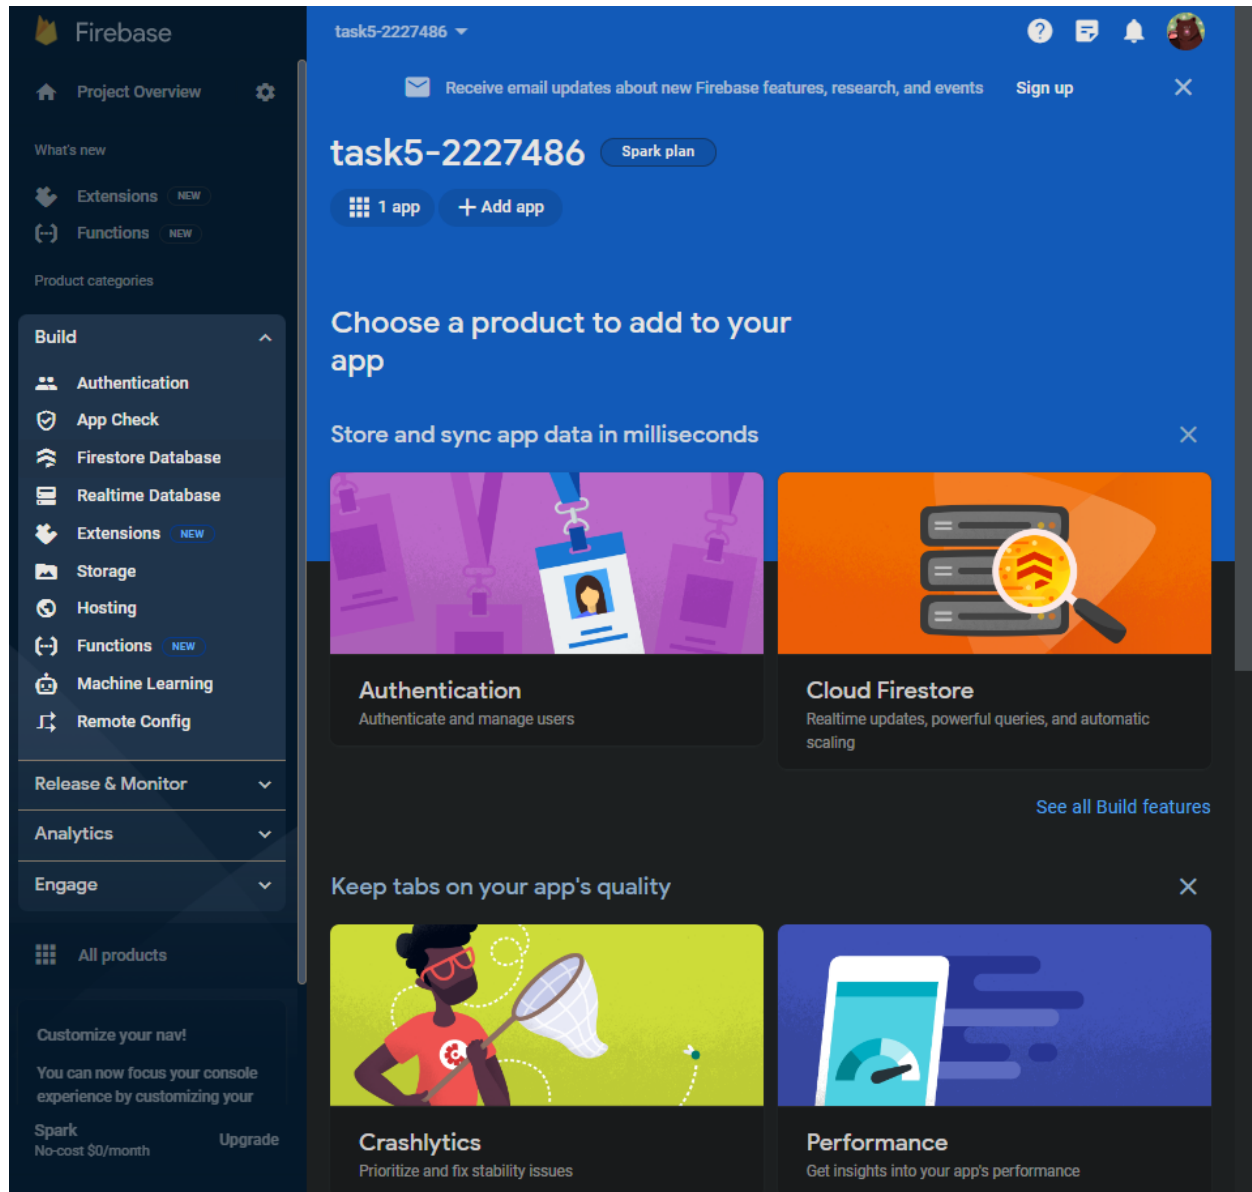 Firebase
Project Overview
What's new
Extensions NEW
Functions NEW
Product categories
Build
Authentication
App Check
Firestore Database
Realtime Database
Extensions NEW
Storage
Hosting
Functions NEW
Machine Learning
Remote Config
Release & Monitor
Analytics
Engage
All products
Customize your nav!
You can now focus your console
experience by customizing your
Spark
No-cost $0/month
Upgrade
task5-2227486
Receive email updates about new Firebase features, research, and events Sign up
task5-2227486 Spark plan
1 app + Add app
Choose a product to add to your
app
Store and sync app data in milliseconds
Authentication
Authenticate and manage users
Cloud Firestore
Realtime updates, powerful queries, and automatic
scaling
See all Build features
Keep tabs on your app's quality
Crashlytics
Prioritize and fix stability issues
Performance
Get insights into your app's performance